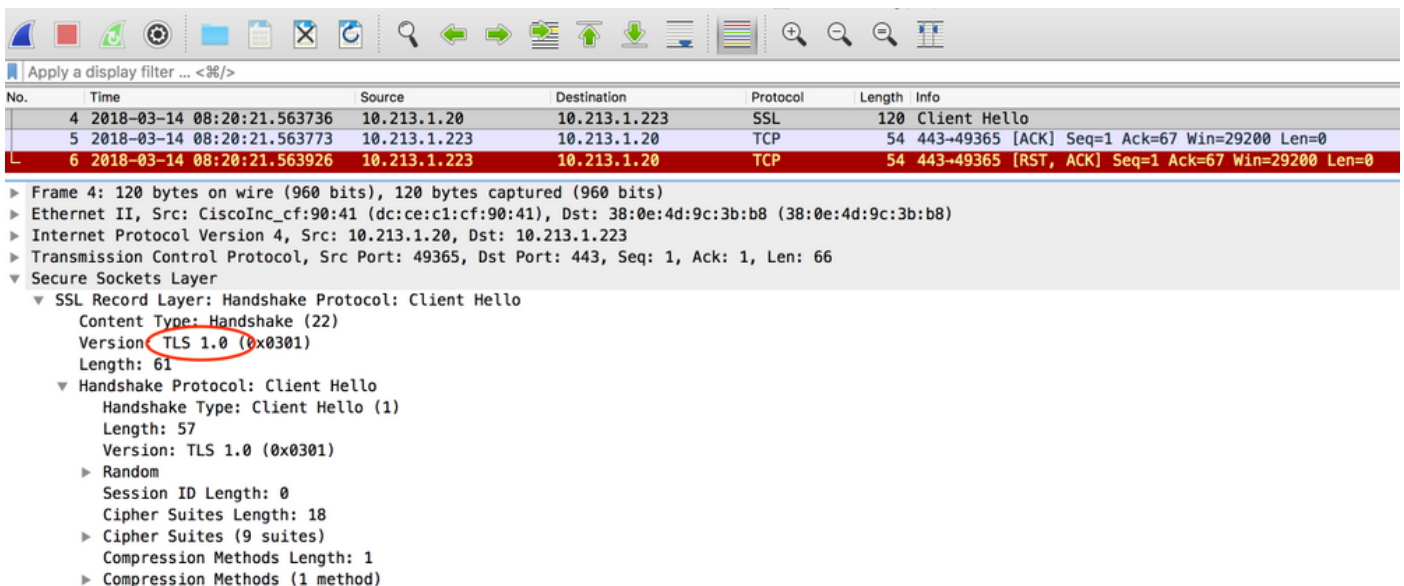 Apply a display filter ... <⌘/>
No. Time Source Destination Protocol Length Info
4 2018-03-14 08:20:21.563736 10.213.1.20 10.213.1.223 SSL 120 Client Hello
5 2018-03-14 08:20:21.563773 10.213.1.223 10.213.1.20 TCP 54 443→49365 [ACK] Seq=1 Ack=67 Win=29200 Len=0
6 2018-03-14 08:20:21.563926 10.213.1.223 10.213.1.20 TCP 54 443→49365 [RST, ACK] Seq=1 Ack=67 Win=29200 Len=0
Frame 4: 120 bytes on wire (960 bits), 120 bytes captured (960 bits)
Ethernet II, Src: CiscoInc_cf:90:41 (dc:ce:c1:cf:90:41), Dst: 38:0e:4d:9c:3b:b8 (38:0e:4d:9c:3b:b8)
Internet Protocol Version 4, Src: 10.213.1.20, Dst: 10.213.1.223
Transmission Control Protocol, Src Port: 49365, Dst Port: 443, Seq: 1, Ack: 1, Len: 66
Secure Sockets Layer
SSL Record Layer: Handshake Protocol: Client Hello
Content Type: Handshake (22)
Version: TLS 1.0 (0x0301)
Length: 61
Handshake Protocol: Client Hello
Handshake Type: Client Hello (1)
Length: 57
Version: TLS 1.0 (0x0301)
Random
Session ID Length: 0
Cipher Suites Length: 18
Cipher Suites (9 suites)
Compression Methods Length: 1
Compression Methods (1 method)